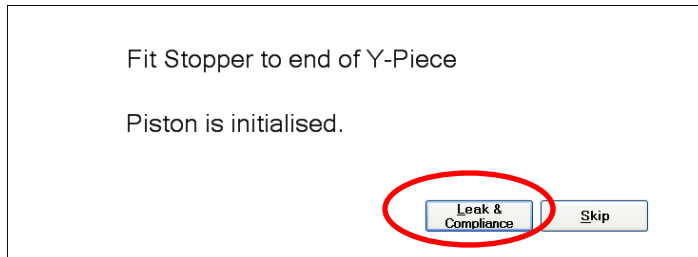 Fit Stopper to end of Y-Piece
Piston is initialised.
Leak &
Compliance
Skip